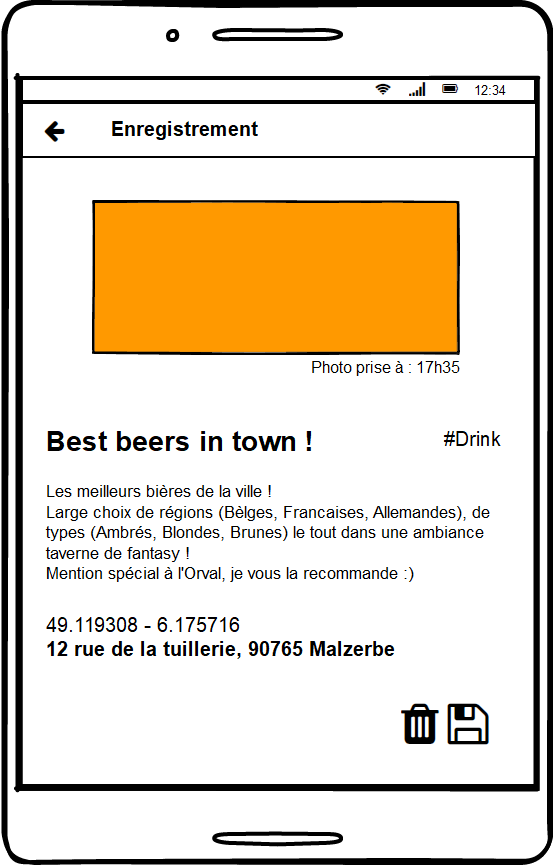 12:34
Enregistrement
Photo prise à : 17h35
Best beers in town !
#Drink
Les meilleurs bières de la ville !
Large choix de régions (Bèlges, Francaises, Allemandes), de
types (Ambrés, Blondes, Brunes) le tout dans une ambiance
taverne de fantasy !
Mention spécial à l'Orval, je vous la recommande :)
49.119308 - 6.175716
12 rue de la tuillerie, 90765 Malzerbe